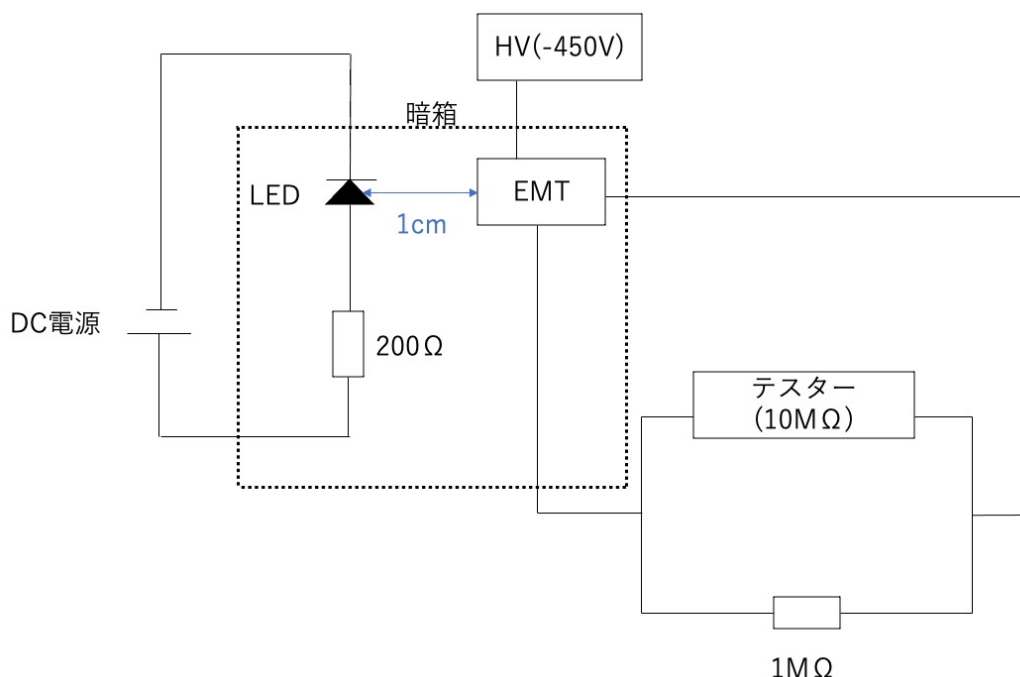 HV(-450V)
暗箱
LED
EMT
1cm
DC電源
200Ω
テスター
(10MΩ)
1MΩ